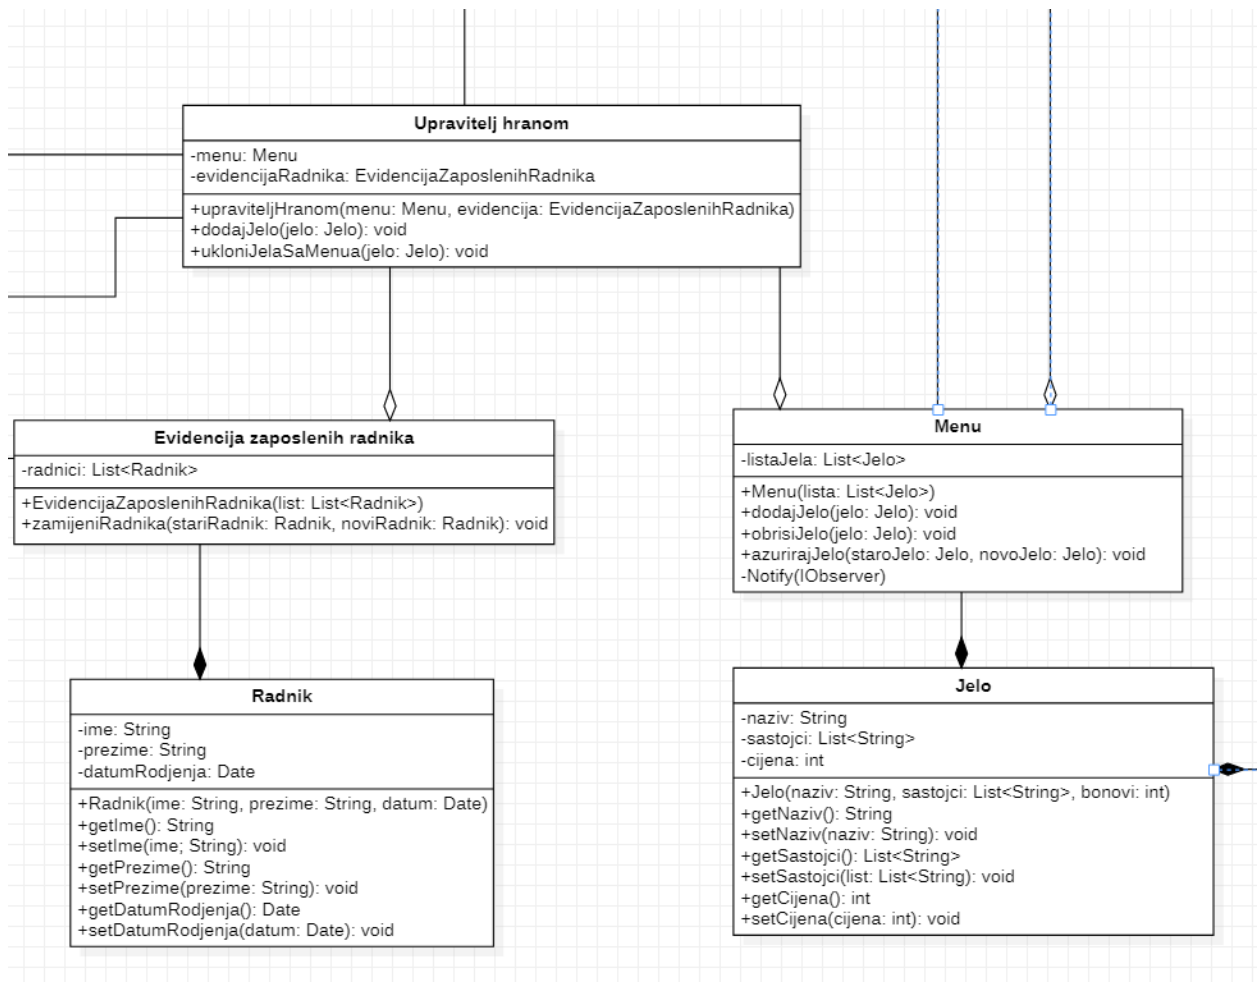 Upravitelj hranom
-menu: Menu
-evidencijaRadnika: EvidencijaZaposlenihRadnika
+upraviteljHranom(menu: Menu, evidencija: EvidencijaZaposlenihRadnika)
+dodajJelo(jelo: Jelo): void
+ukloniJelaSaMenua(jelo: Jelo): void
Evidencija zaposlenih radnika
-radnici: List<Radnik>
+EvidencijaZaposlenihRadnika(list: List<Radnik>)
+zamijeniRadnika(stariRadnik: Radnik, noviRadnik: Radnik): void
Menu
-listaJela: List<Jelo>
+Menu(lista: List<Jelo>)
+dodajJelo(jelo: Jelo): void
+obrisiJelo(jelo: Jelo): void
+azurirajJelo(staroJelo: Jelo, novoJelo: Jelo): void
-Notify(IObserver)
Radnik
-ime: String
-prezime: String
-datumRodjenja: Date
+Radnik(ime: String, prezime: String, datum: Date)
+getIme(): String
+setIme(ime; String): void
+getPrezime(): String
+setPrezime(prezime: String): void
+getDatumRodjenja(): Date
+setDatumRodjenja(datum: Date): void
Jelo
-naziv: String
-sastojci: List<String>
-cijena: int
+Jelo(naziv: String, sastojci: List<String>, bonovi: int)
+getNaziv(): String
+setNaziv(naziv: String): void
+getSastojci(): List<String>
+setSastojci(list: List<String): void
+getCijena(): int
+setCijena(cijena: int): void